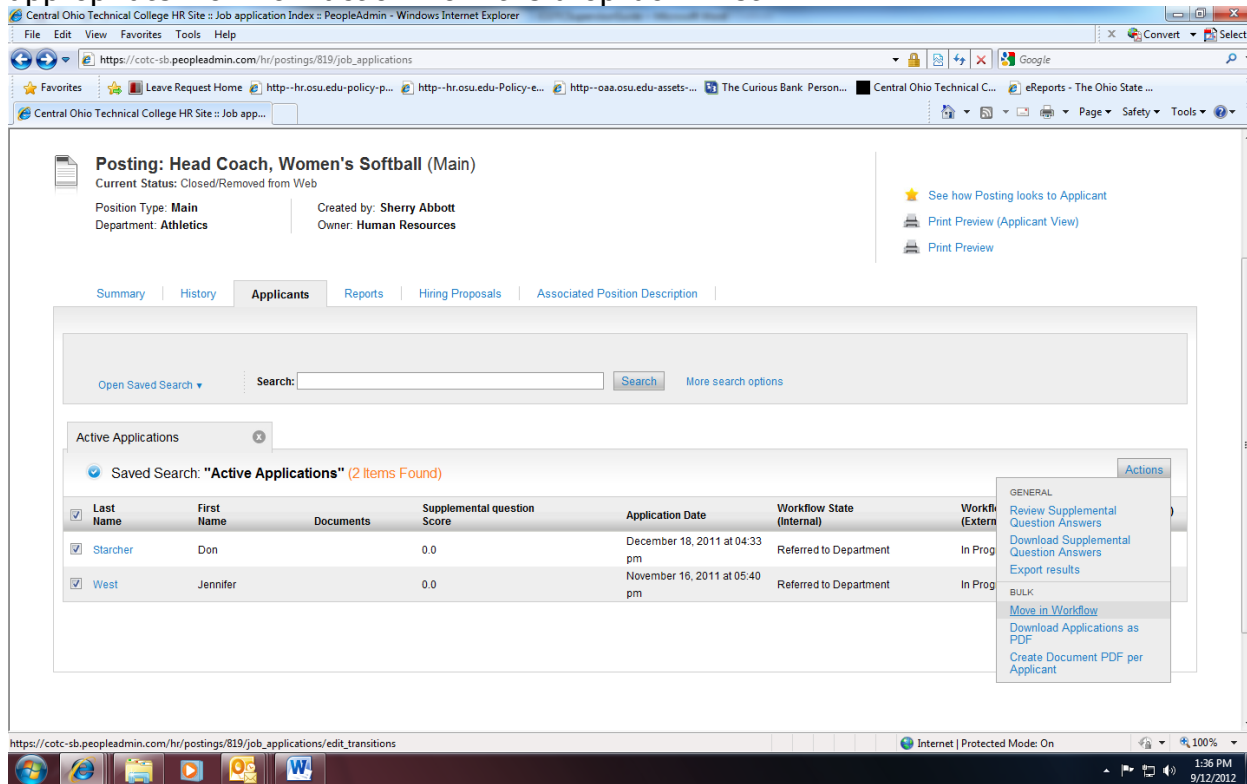 Central Ohio Technical College HR Site :: Job application Index :: PeopleAdmin - Windows Internet Explorer
File Edit View Favorites Tools Help
Convert Select
https://cotc-sb.peopleadmin.com/hr/postings/819/job_applications
Google
Favorites Leave Request Home http--hr.osu.edu-policy-p... http--hr.osu.edu-Policy-e... http--oaa.osu.edu-assets-... The Curious Bank Person... Central Ohio Technical C... eReports - The Ohio State ...
Central Ohio Technical College HR Site :: Job app...
Page Safety Tools
Posting: Head Coach, Women's Softball (Main)
Current Status: Closed/Removed from Web
Position Type: Main
Created by: Sherry Abbott
Department: Athletics
Owner: Human Resources
See how Posting looks to Applicant
Print Preview (Applicant View)
Print Preview
Summary History Applicants Reports Hiring Proposals Associated Position Description
Open Saved Search Search: Search More search options
Active Applications
Saved Search: "Active Applications" (2 Items Found)
Actions
Last Name First Name Documents Supplemental question Score Application Date Workflow State (Internal)
Starcher Don 0.0 December 18, 2011 at 04:33 pm Referred to Department In Prog
West Jennifer 0.0 November 16, 2011 at 05:40 pm Referred to Department In Prog
GENERAL
Review Supplemental
Question Answers
Download Supplemental
Question Answers
Export results
BULK
Move in Workflow
Download Applications as
PDF
Create Document PDF per
Applicant
https://cotc-sb.peopleadmin.com/hr/postings/819/job_applications/edit_transitions
Internet | Protected Mode: On 100%
1:36 PM
9/12/2012